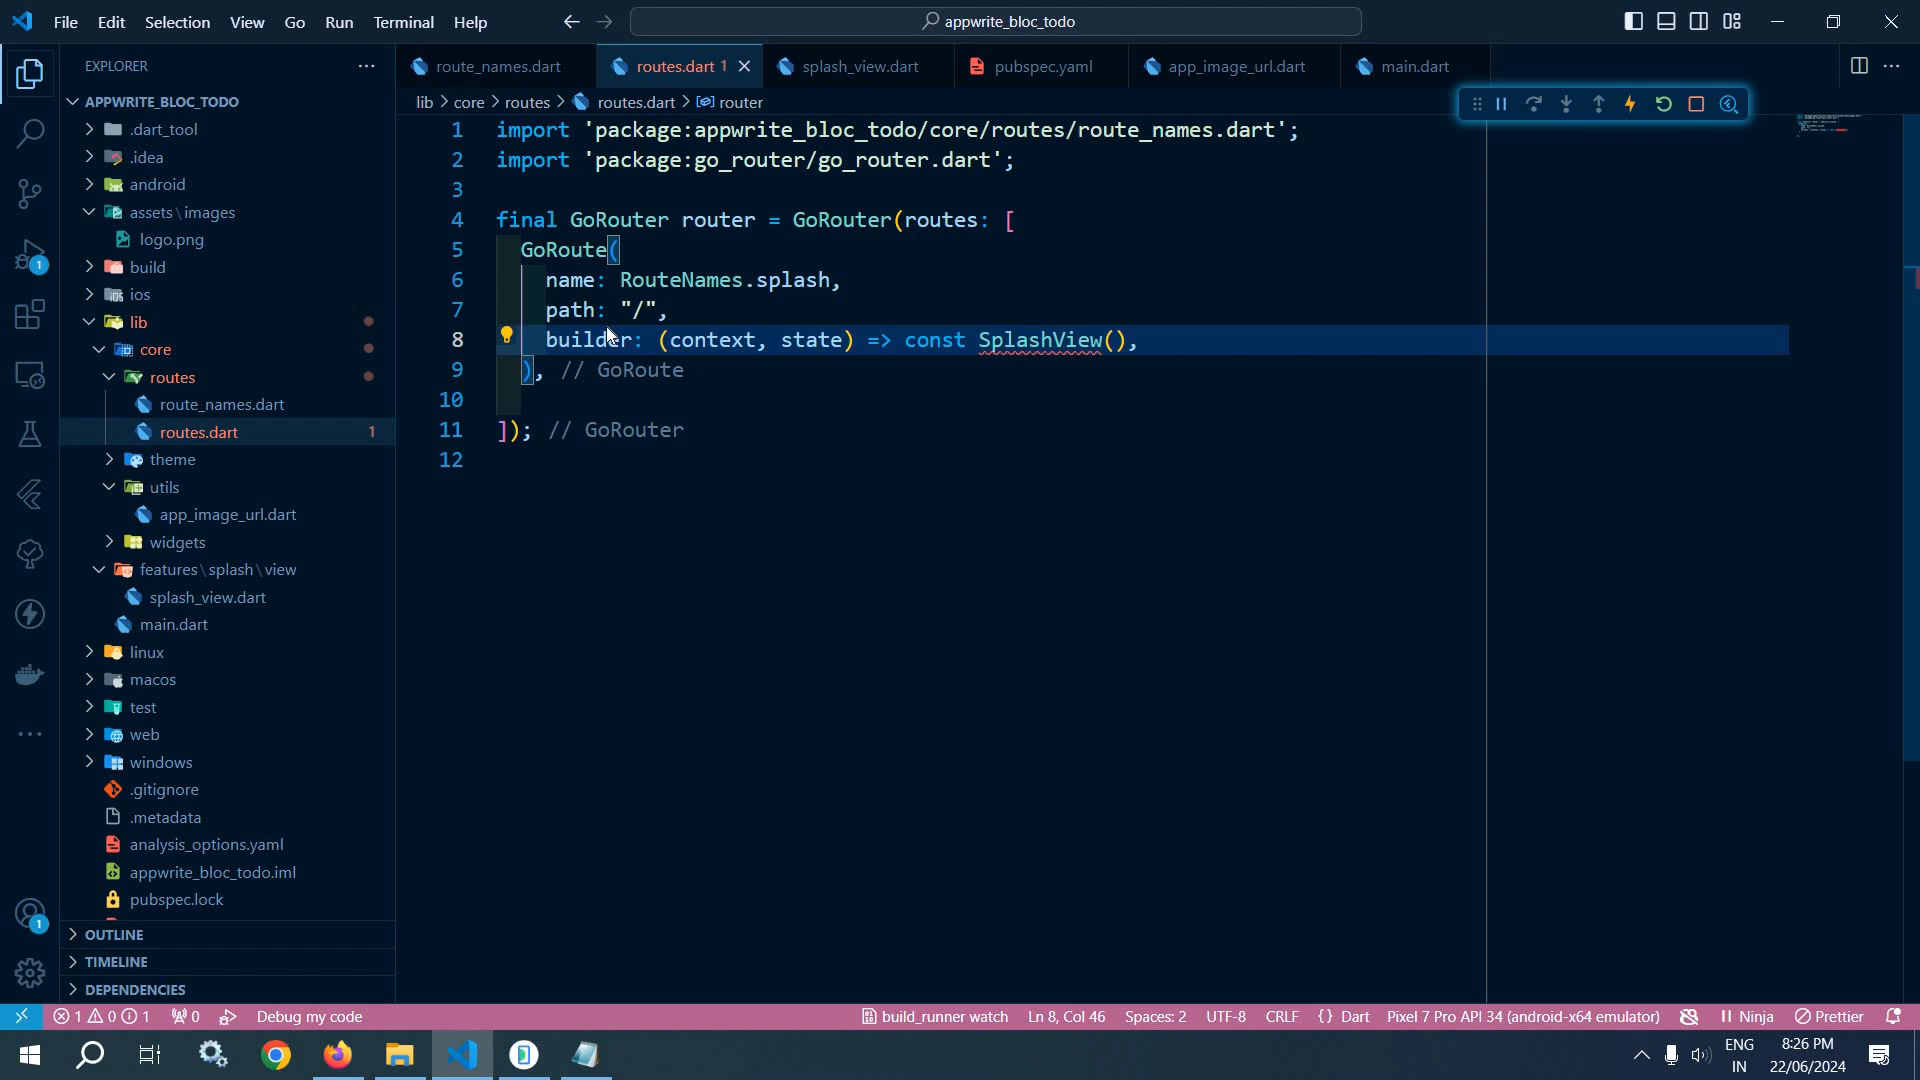 File Edit Selection View Go Run Terminal Help
appwrite_bloc_todo
EXPLORER
APPWRITE_BLOC_TODO
.dart_tool
.idea
android
assets\images
logo.png
build
ios
lib
core
routes
route_names.dart
routes.dart 1
theme
utils
app_image_url.dart
widgets
features\splash\view
splash_view.dart
main.dart
linux
macos
test
web
windows
.gitignore
.metadata
analysis_options.yaml
appwrite_bloc_todo.iml
pubspec.lock
OUTLINE
TIMELINE
DEPENDENCIES
1
1
route_names.dart routes.dart 1 splash_view.dart pubspec.yaml app_image_url.dart main.dart
lib > core > routes > routes.dart > router
1 import 'package:appwrite_bloc_todo/core/routes/route_names.dart';
2 import 'package:go_router/go_router.dart';
3
4 final GoRouter router = GoRouter(routes: [
5 GoRoute(
6 name: RouteNames.splash,
7 path: "/",
8 builder: (context, state) => const SplashView(),
9 ), // GoRoute
10
11 ]); // GoRouter
12
1 0 1 0 Debug my code build_runner watch Ln 8, Col 46 Spaces: 2 UTF-8 CRLF {} Dart Pixel 7 Pro API 34 (android-x64 emulator) Ninja Prettier
ENG
IN
8:26 PM
22/06/2024